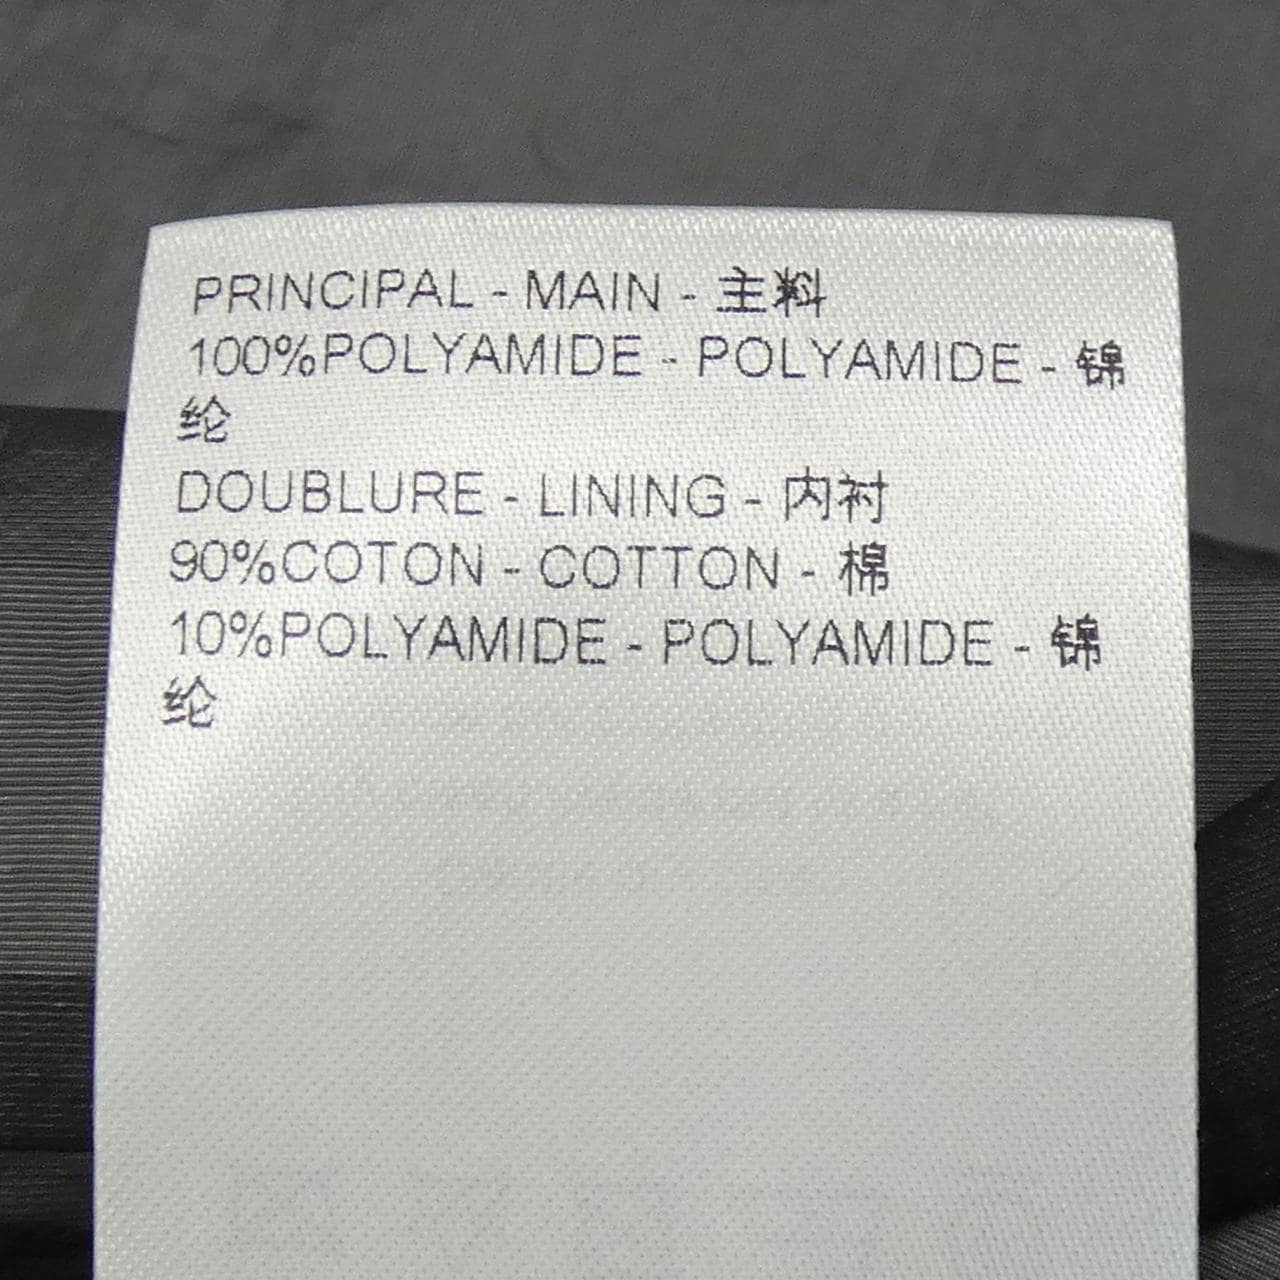 PRINCIPAL - MAIN - 主料
100%POLYAMIDE - POLYAMIDE - 锦
纶
DOUBLURE - LINING - 内衬
90%COTON - COTTON - 棉
10%POLYAMIDE - POLYAMIDE - 锦
纶